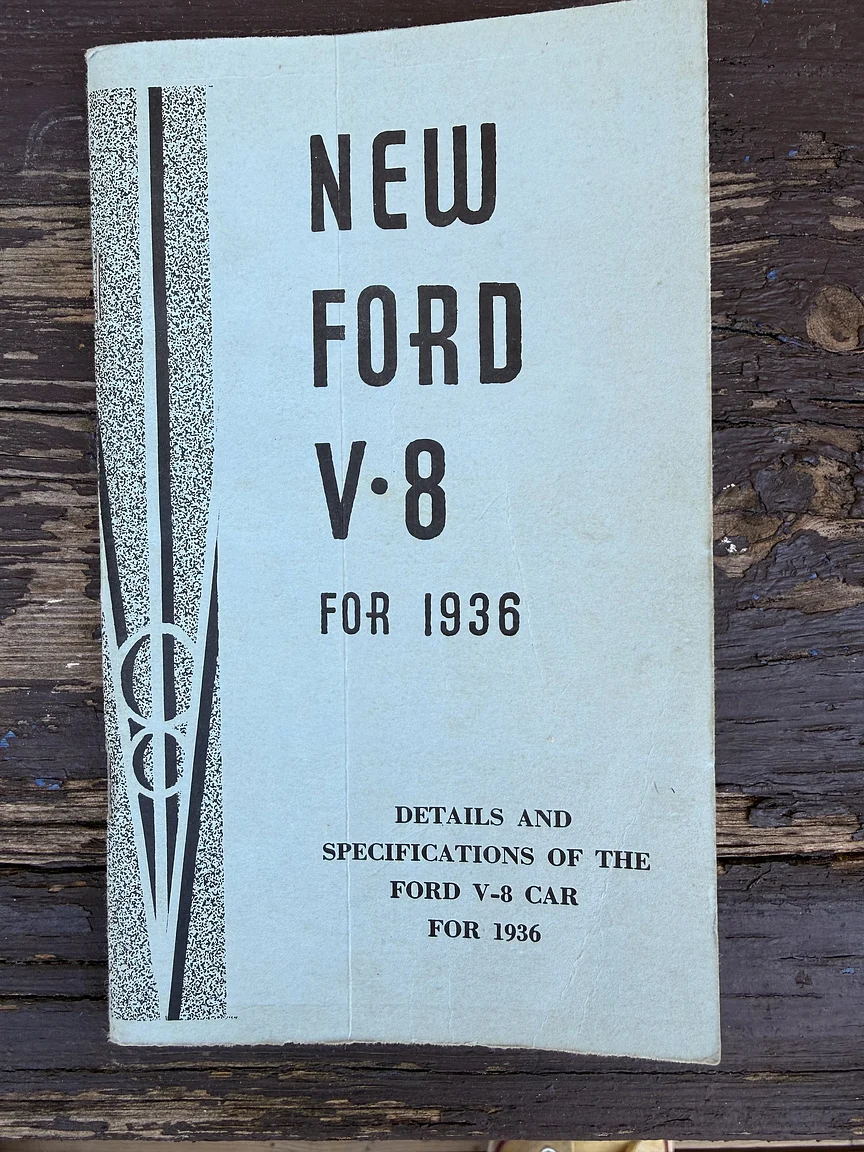 NEW
FORD
V·8
FOR 1936
DETAILS AND
SPECIFICATIONS OF THE
FORD V-8 CAR
FOR 1936